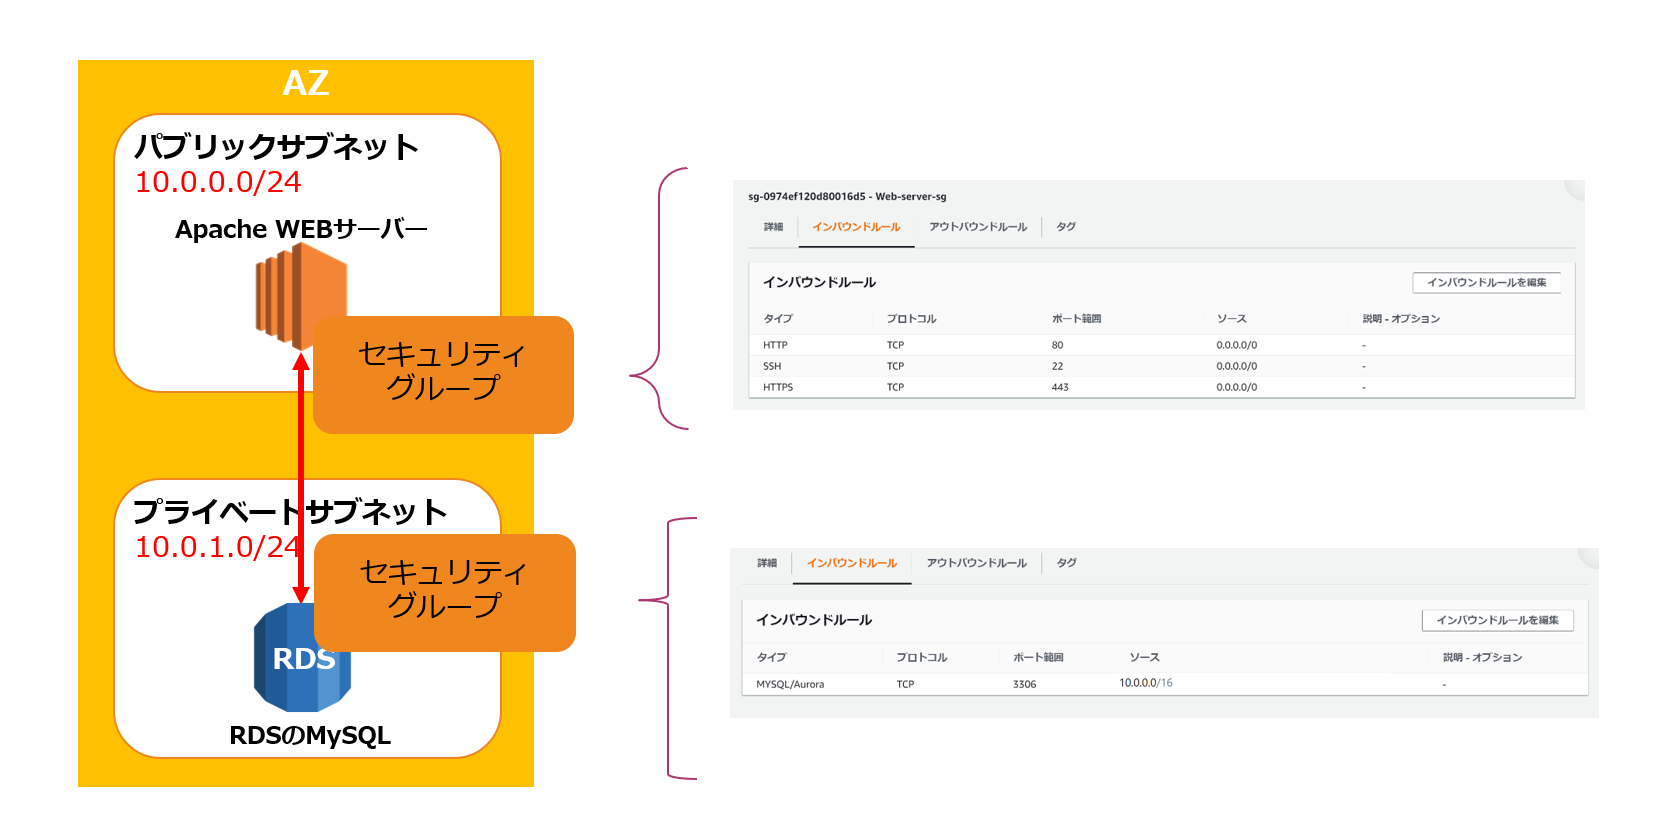 AZ
パブリックサブネット
10.0.0.0/24
Apache WEBサーバー
セキュリティ
グループ
プライベートサブネット
10.0.1.0/24
セキュリティ
グループ
RDS
RDSのMySQL
sg-0974ef120d80016d5 - Web-server-sg
詳細 インバウンドルール アウトバウンドルール タグ
インバウンドルール インバウンドルールを編集
タイプ プロトコル ポート範囲 ソース 説明 - オプション
HTTP TCP 80 0.0.0.0/0 -
SSH TCP 22 0.0.0.0/0 -
HTTPS TCP 443 0.0.0.0/0 -
詳細 インバウンドルール アウトバウンドルール タグ
インバウンドルール インバウンドルールを編集
タイプ プロトコル ポート範囲 ソース 説明 - オプション
MYSQL/Aurora TCP 3306 10.0.0.0/16 -